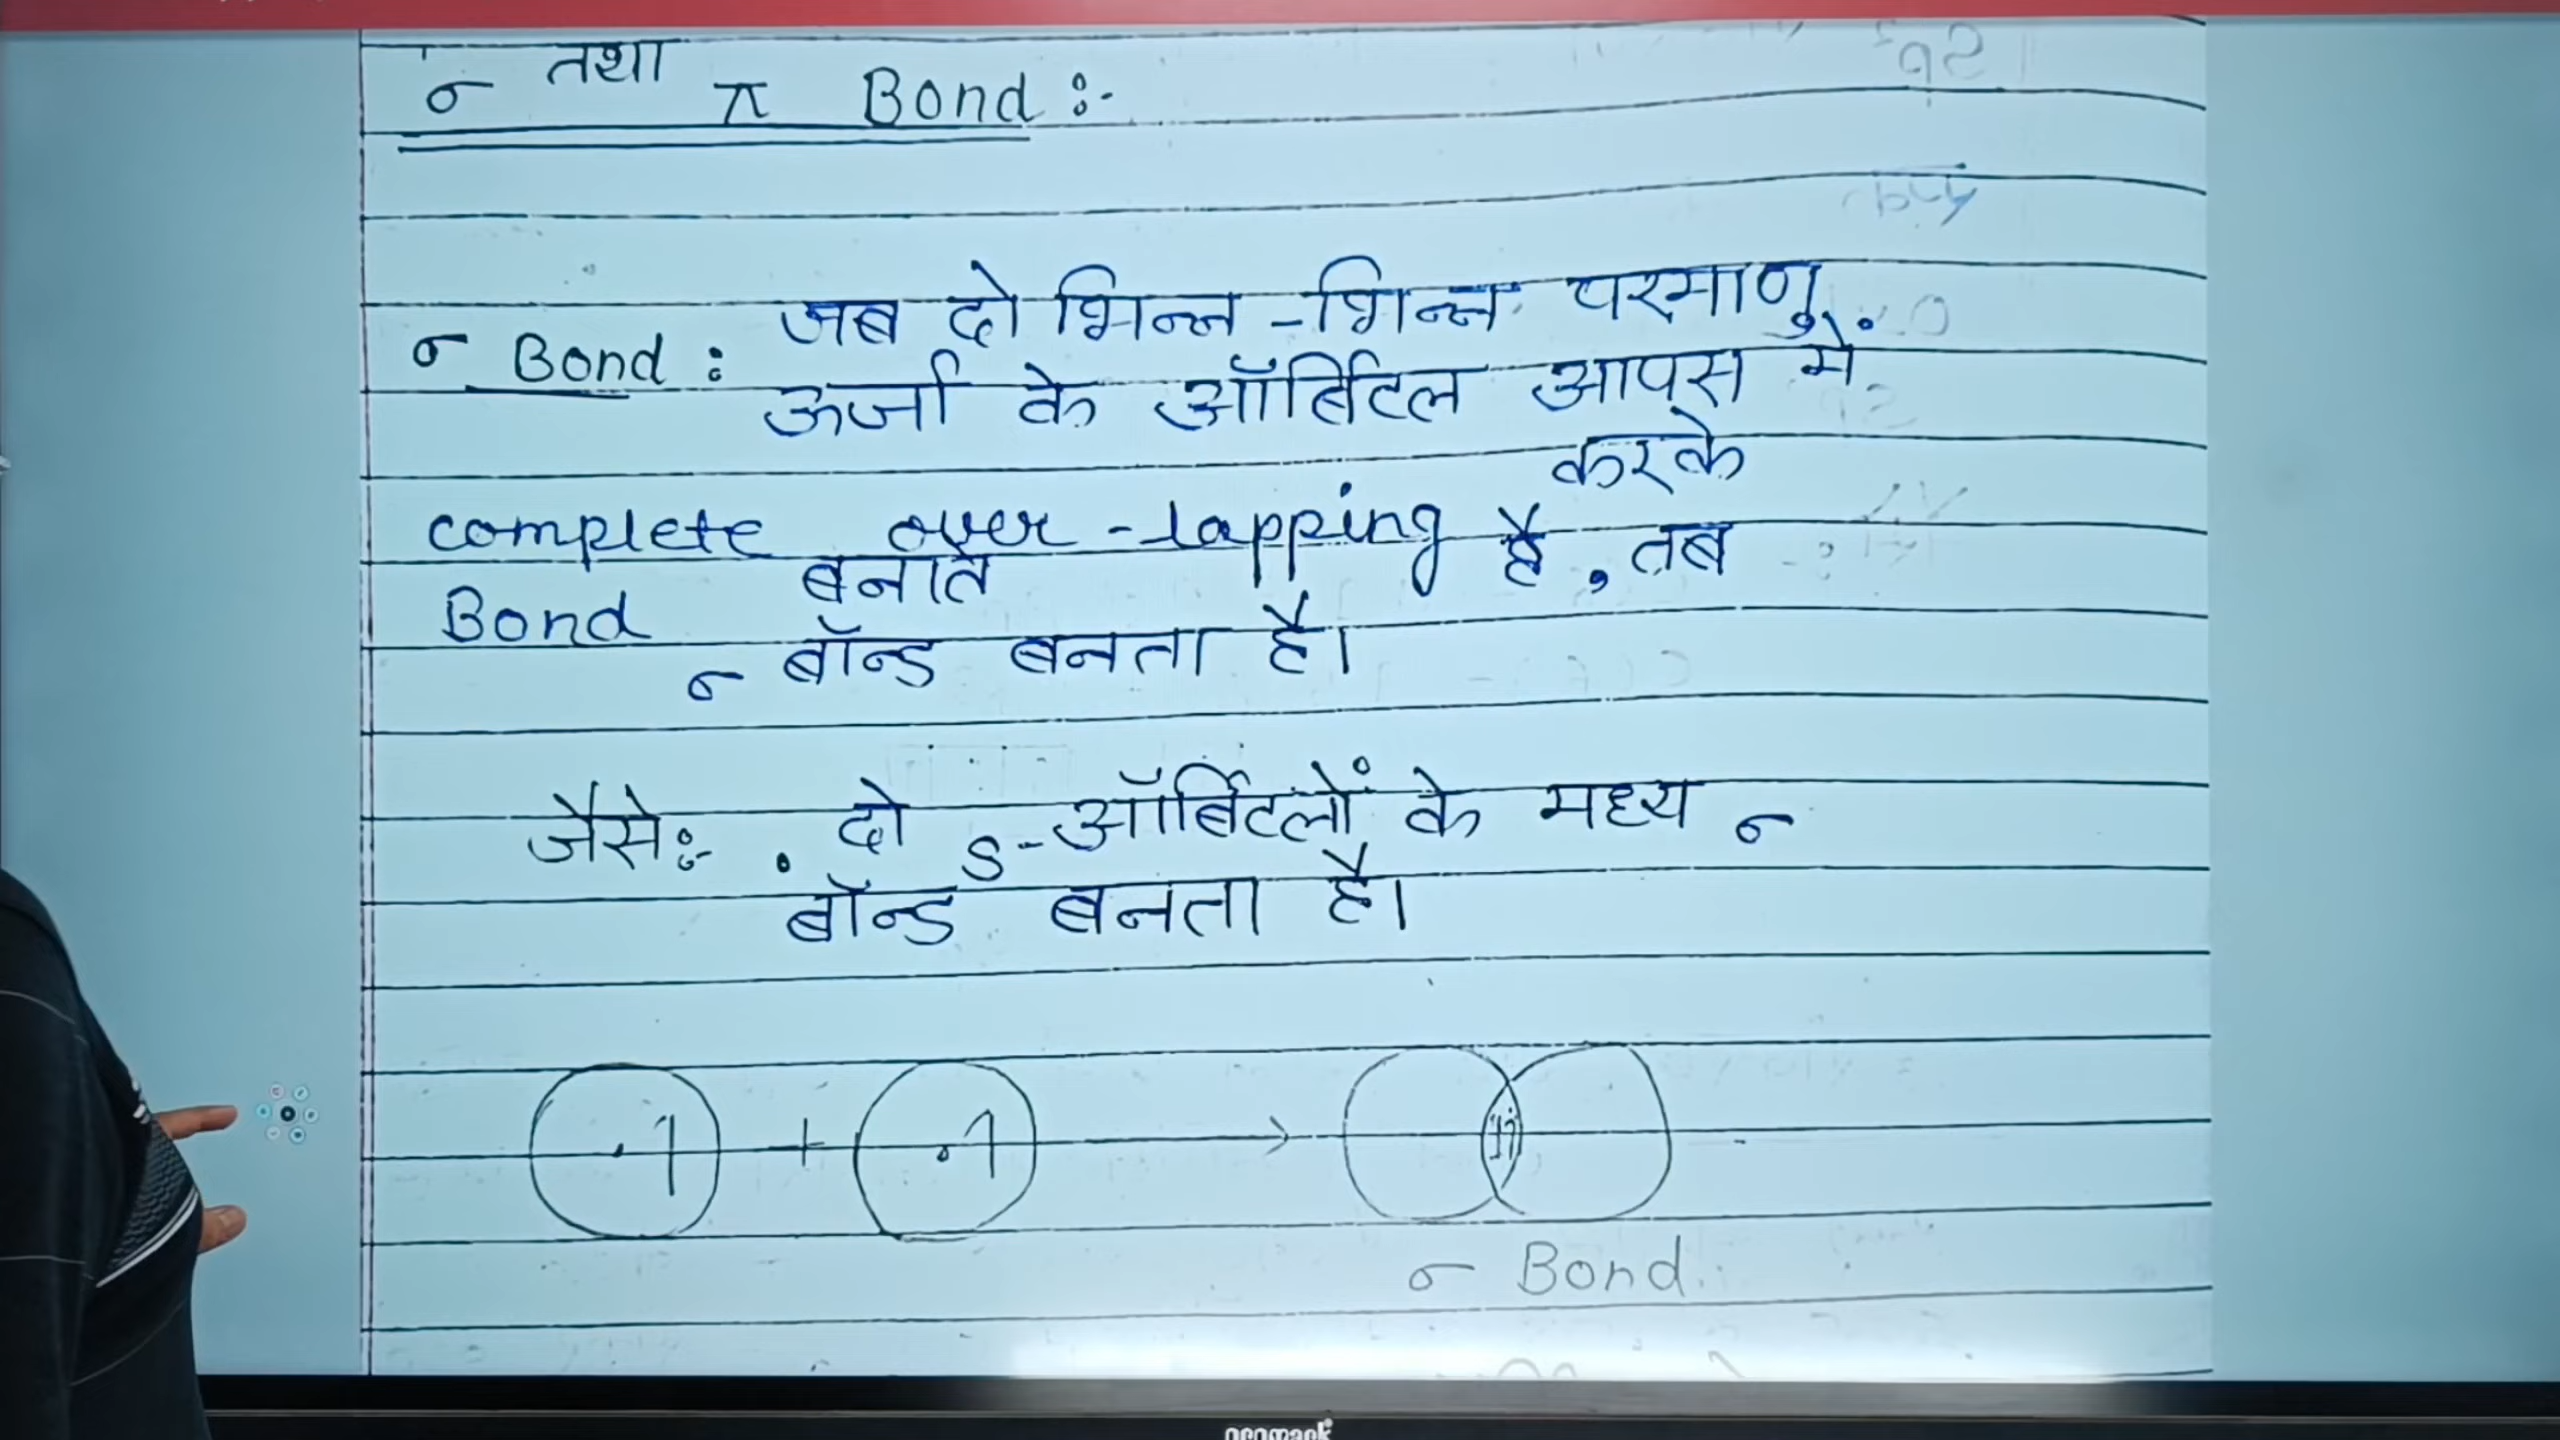 σ तथा π Bond :-
σ Bond : जब दो भिन्न-भिन्न परमाणु
ऊर्जा के ऑर्बिटल आपस में
complete over-lapping करके
Bond बनाते है, तब
σ बॉन्ड बनता है।
जैसे:- दो s-ऑर्बिटलों के मध्य σ
बॉन्ड बनता है।
+
σ Bond